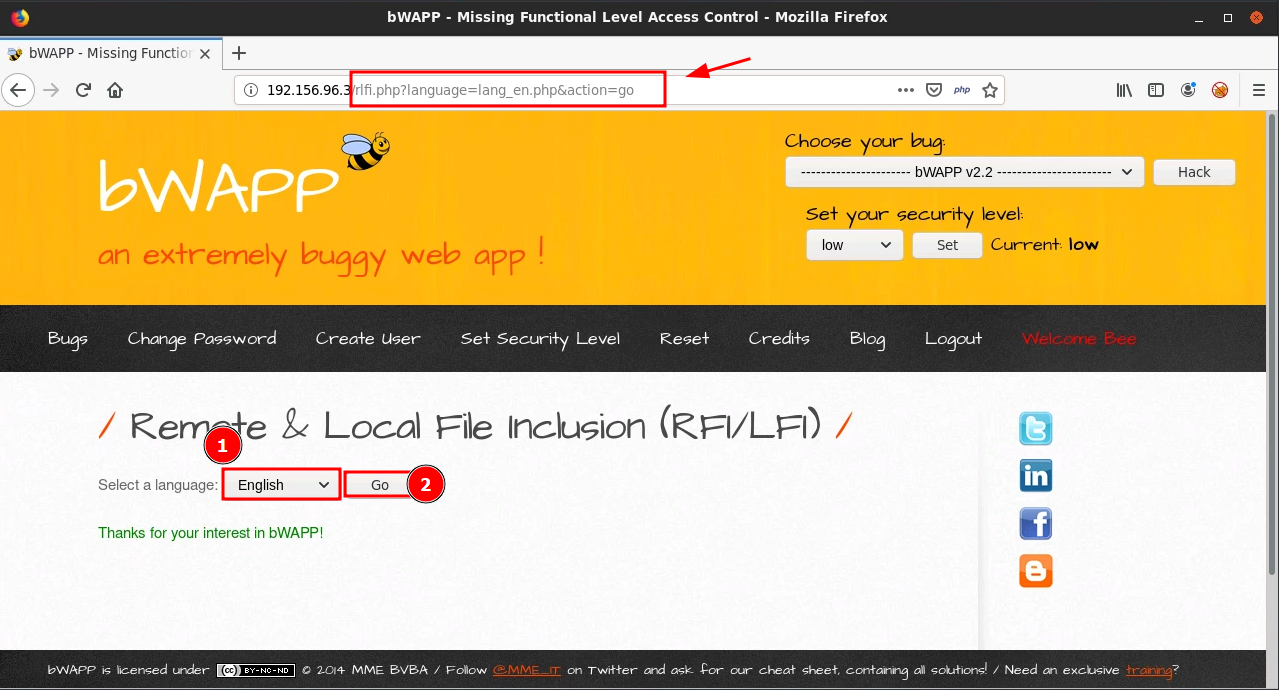 bWAPP - Missing Functional Level Access Control - Mozilla Firefox
bWAPP - Missing Functio
192.156.96.3/rlfi.php?language=lang_en.php&action=go
php
Choose your bug:
bWAPP
---------------------- bWAPP v2.2 ----------------------- Hack
Set your security level:
an extremely buggy web app !
low Set Current: low
Bugs Change Password Create User Set Security Level Reset Credits Blog Logout Welcome Bee
/ Remote & Local File Inclusion (RFI/LFI) /
1
Select a language: English Go 2
Thanks for your interest in bWAPP!
bWAPP is licensed under (cc) BY-NC-ND © 2014 MME BVBA / Follow @MME_IT on Twitter and ask for our cheat sheet, containing all solutions! / Need an exclusive training?